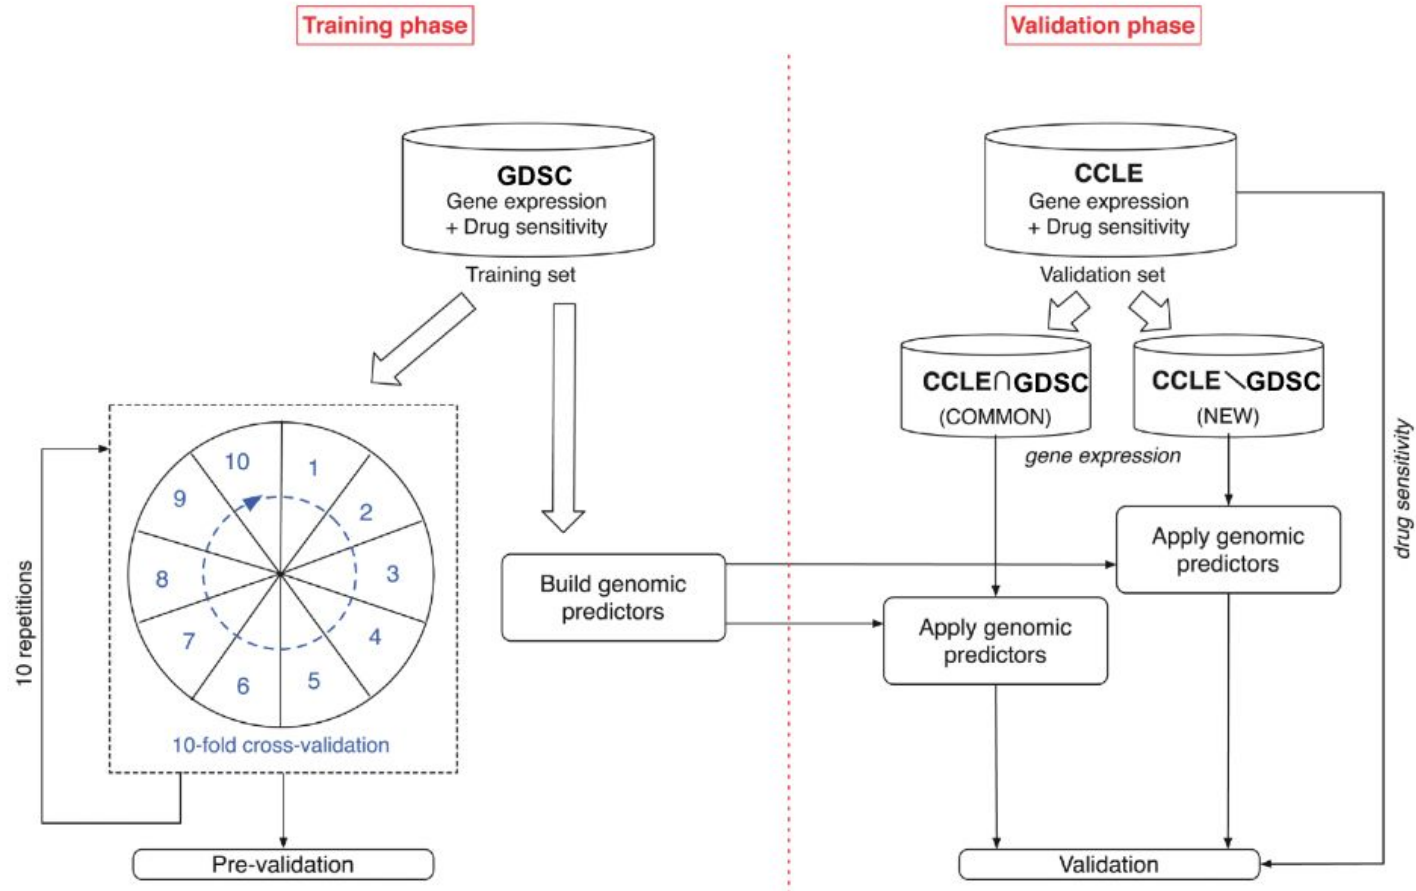 Training phase
Validation phase
GDSC
Gene expression
+ Drug sensitivity
Training set
CCLE
Gene expression
+ Drug sensitivity
Validation set
CCLE∩GDSC
(COMMON)
CCLE\GDSC
(NEW)
gene expression
drug sensitivity
10 repetitions
1
2
3
4
5
6
7
8
9
10
10-fold cross-validation
Build genomic
predictors
Apply genomic
predictors
Apply genomic
predictors
Pre-validation
Validation